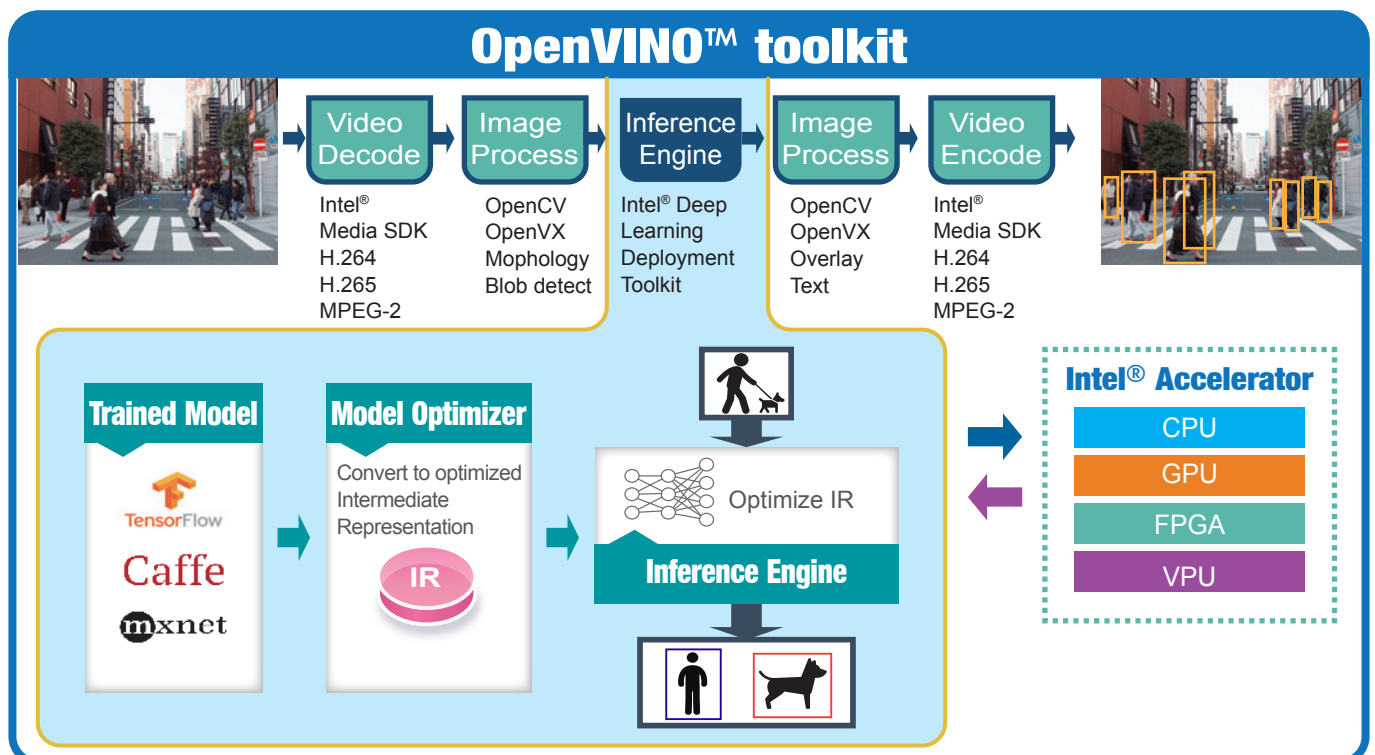 OpenVINO™ toolkit
Video
Decode
Image
Process
Inference
Engine
Image
Process
Video
Encode
Intel®
Media SDK
H.264
H.265
MPEG-2
OpenCV
OpenVX
Mophology
Blob detect
Intel® Deep
Learning
Deployment
Toolkit
OpenCV
OpenVX
Overlay
Text
Intel®
Media SDK
H.264
H.265
MPEG-2
Trained Model
TensorFlow
Caffe
mxnet
Model Optimizer
Convert to optimized
Intermediate
Representation
IR
Optimize IR
Inference Engine
Intel® Accelerator
CPU
GPU
FPGA
VPU